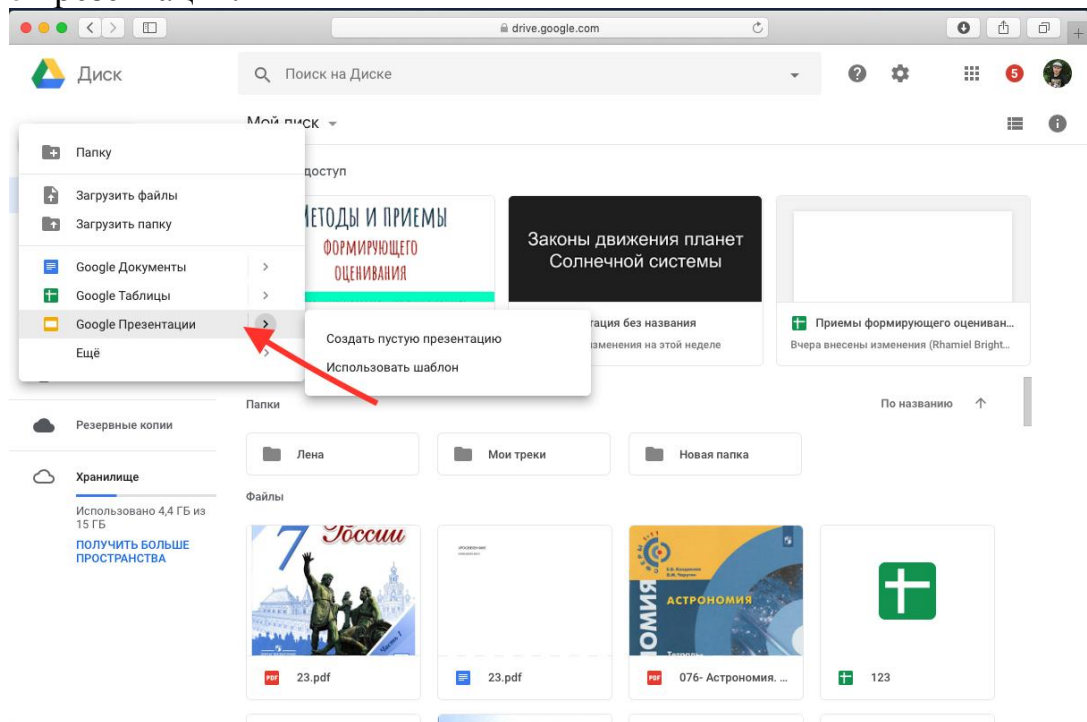 drive.google.com
Диск
Поиск на Диске
5
Мой диск
Папку
Загрузить файлы
Загрузить папку
Google Документы
Google Таблицы
Google Презентации
Ещё
Создать пустую презентацию
Использовать шаблон
доступ
МЕТОДЫ И ПРИЕМЫ
ФОРМИРУЮЩЕГО
ОЦЕНИВАНИЯ
Законы движения планет
Солнечной системы
без названия
на этой неделе
Приемы формирующего оцениван...
Вчера внесены изменения (Rhamiel Bright...
Резервные копии
Хранилище
Использовано 4,4 ГБ из
15 ГБ
ПОЛУЧИТЬ БОЛЬШЕ
ПРОСТРАНСТВА
Папки
По названию
Лена
Мои треки
Новая папка
Файлы
7
России
Часть 1
АСТРОНОМИЯ
23.pdf
23.pdf
PDF
076- Астрономия. ...
123